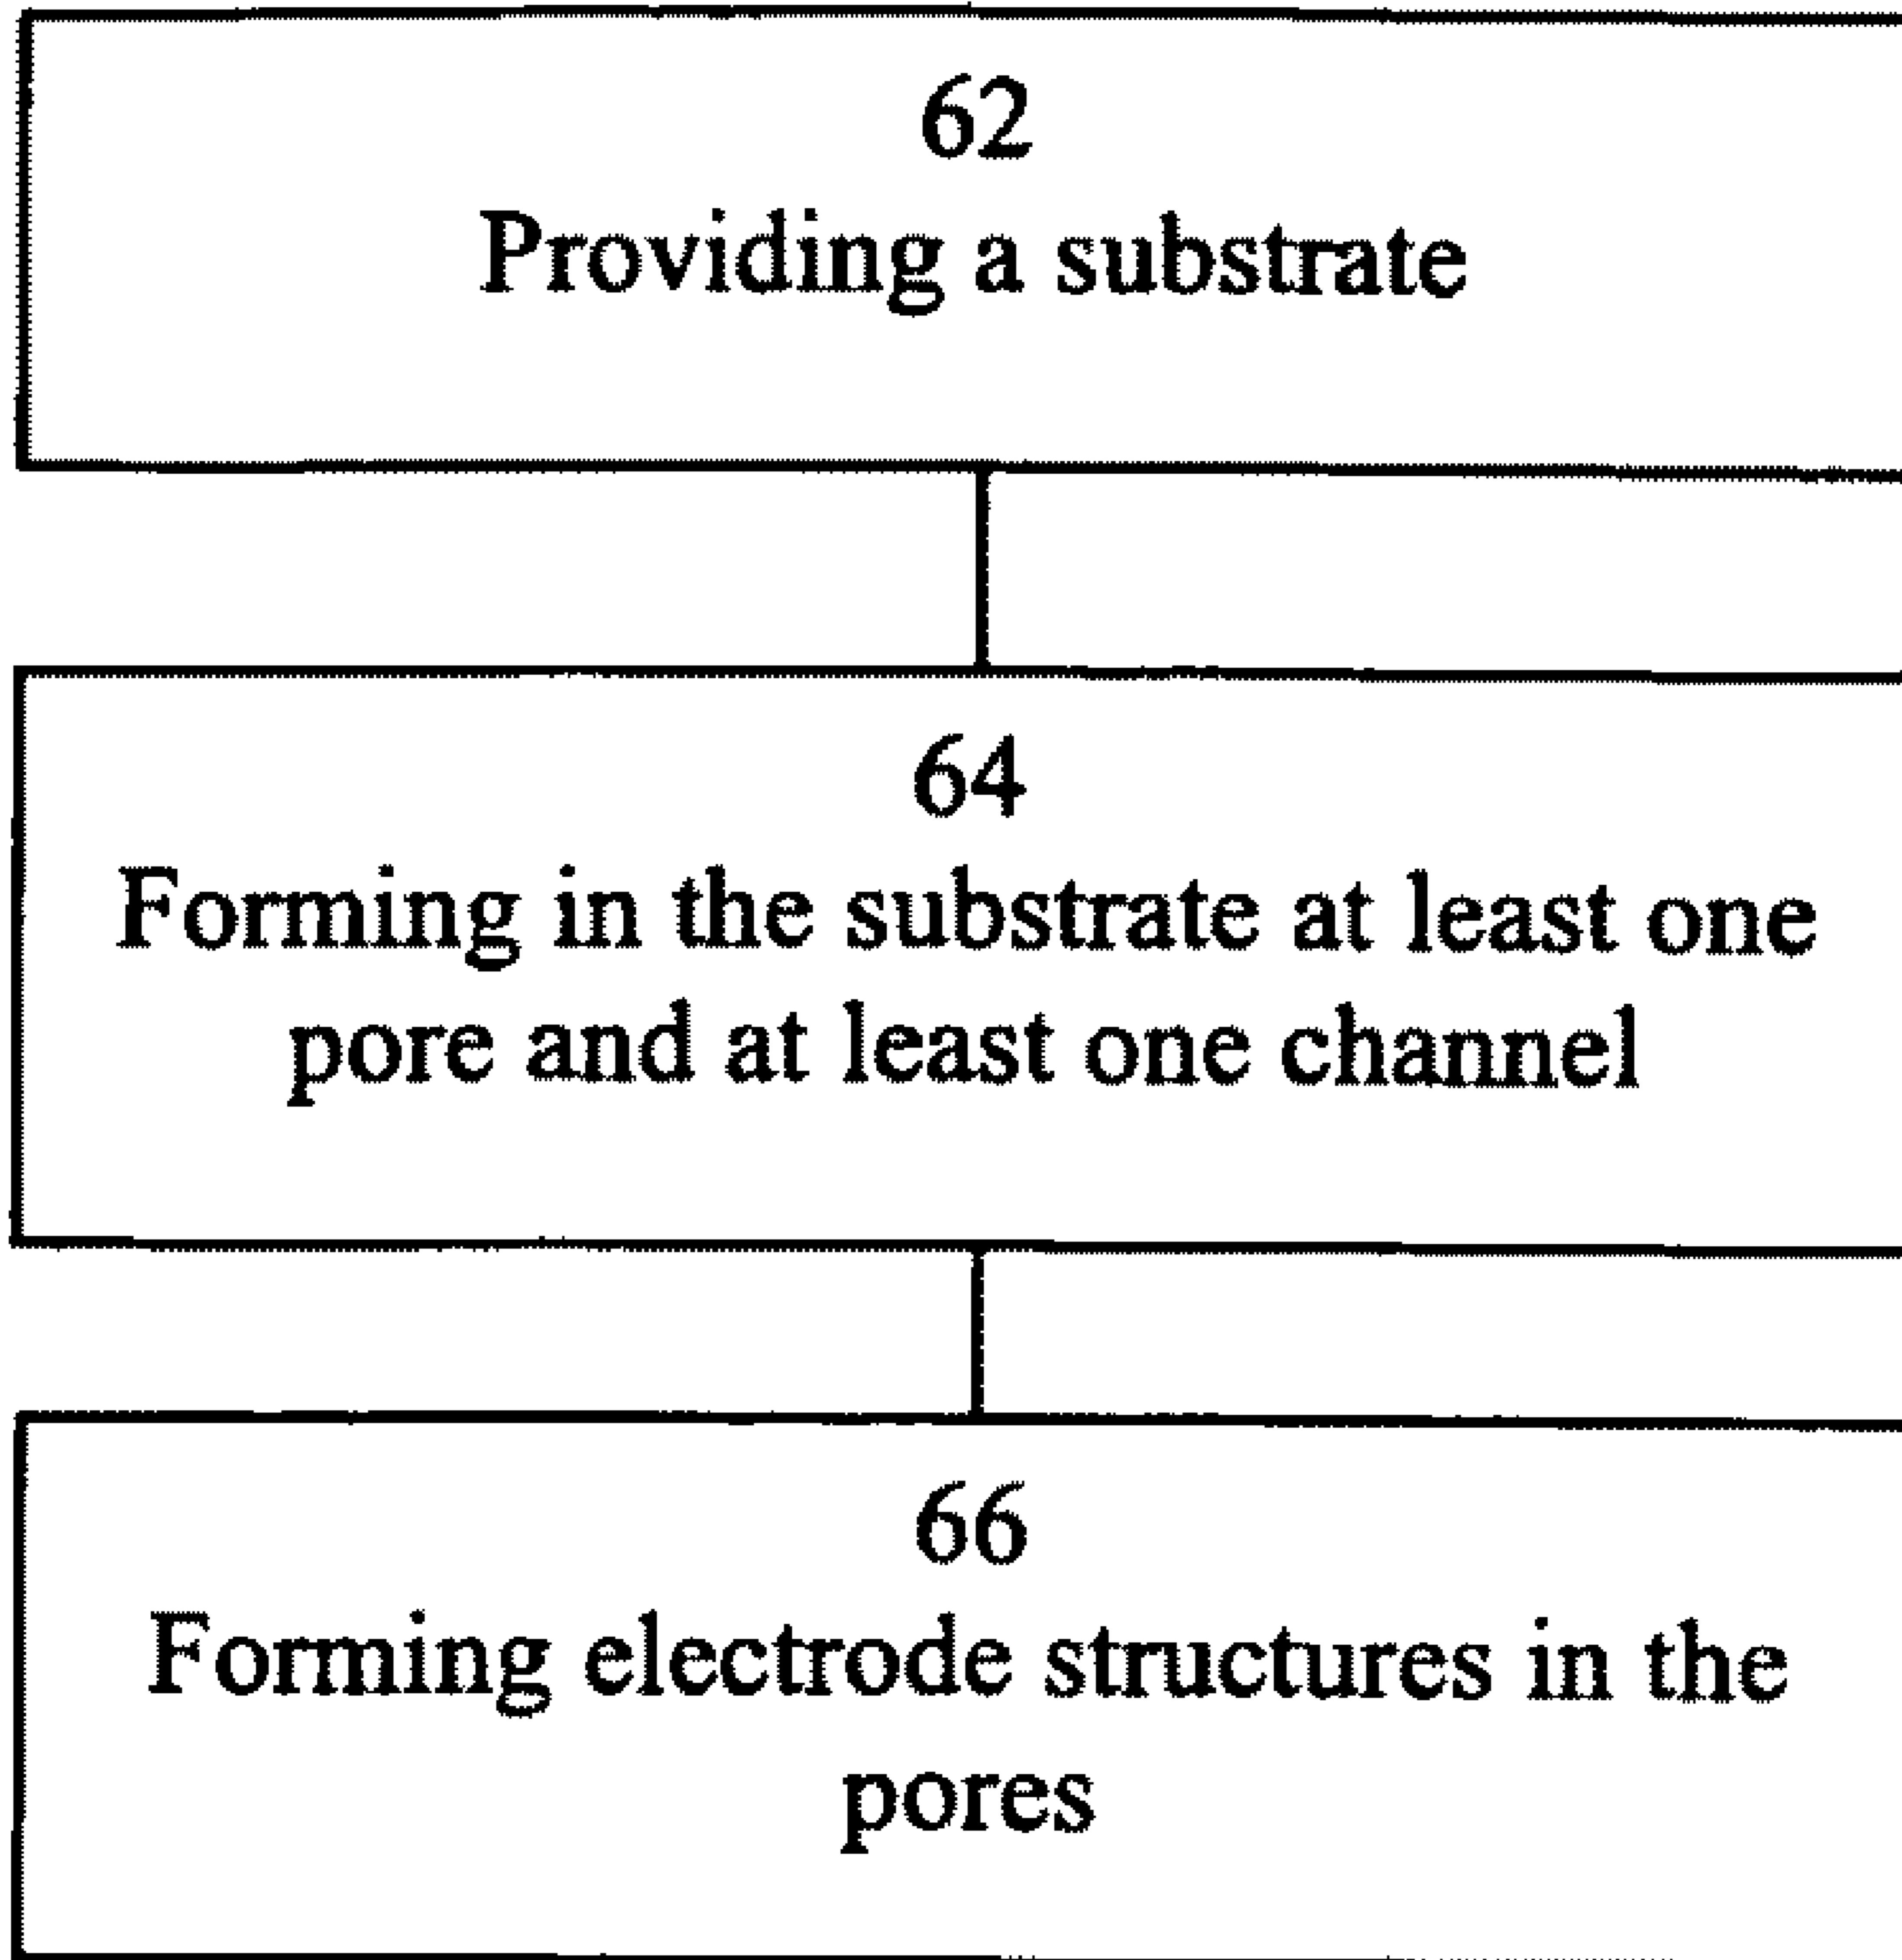 62
Providing a substrate
64
Forming in the substrate at least one
pore and at least one channel
66
Forming electrode structures in the
pores